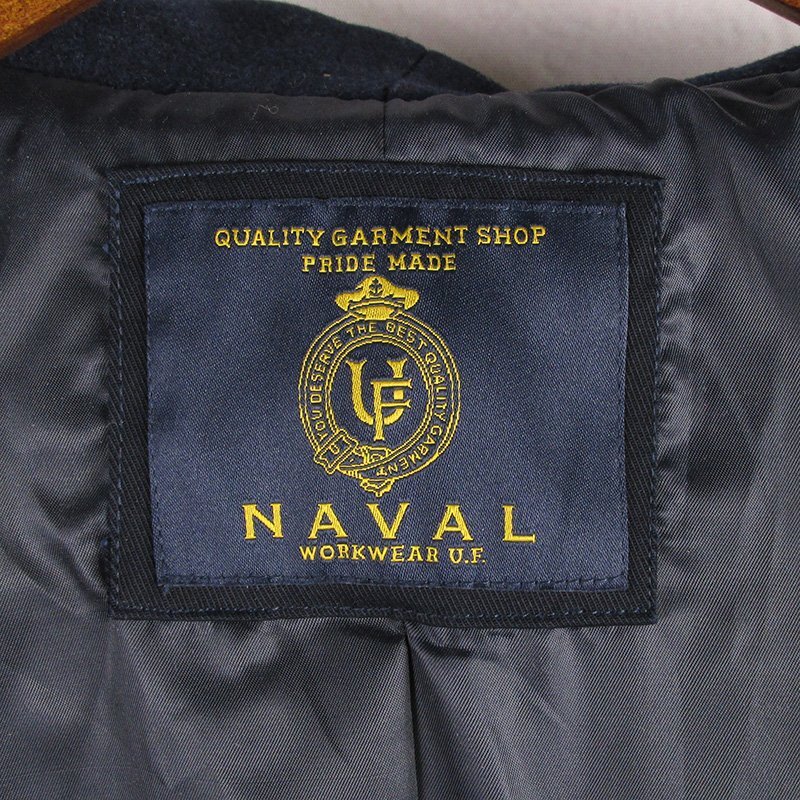 QUALITY GARMENT SHOP
PRIDE MADE
YOU DESERVE THE BEST QUALITY GARMENT
UF
NAVAL
WORKWEAR U.F.